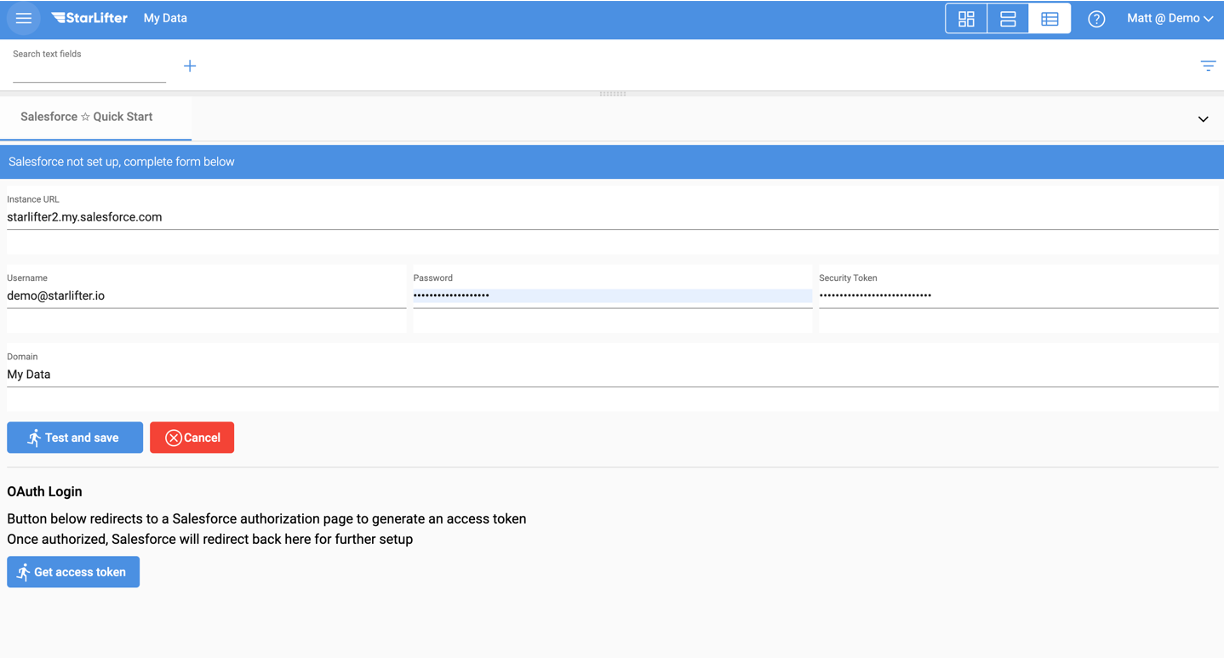 StarLifter My Data Matt @ Demo
Search text fields
Salesforce ☆ Quick Start
Salesforce not set up, complete form below
Instance URL
starlifter2.my.salesforce.com
Username Password Security Token
demo@starlifter.io ••••••••••••••••••• ••••••••••••••••••••••••••••
Domain
My Data
Test and save Cancel
OAuth Login
Button below redirects to a Salesforce authorization page to generate an access token
Once authorized, Salesforce will redirect back here for further setup
Get access token